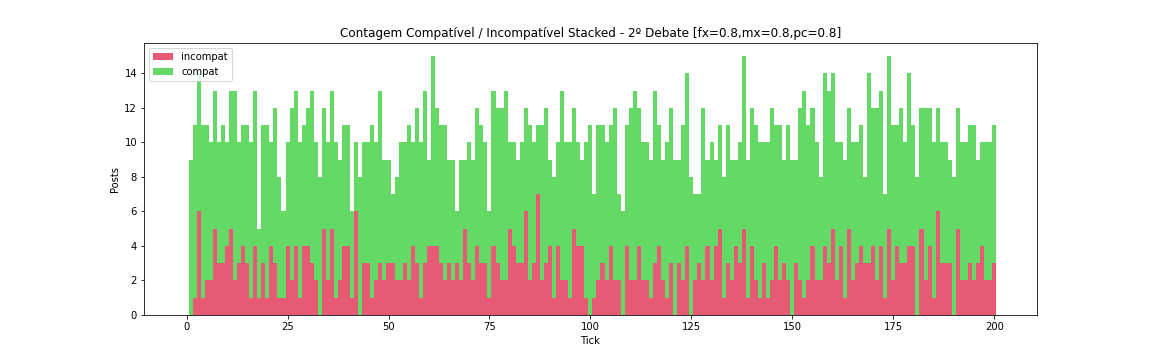 Contagem Compatível / Incompatível Stacked - 2º Debate [fx=0.8,mx=0.8,pc=0.8]
incompat
compat
14
12
10
8
6
4
2
0
Posts
0 25 50 75 100 125 150 175 200
Tick